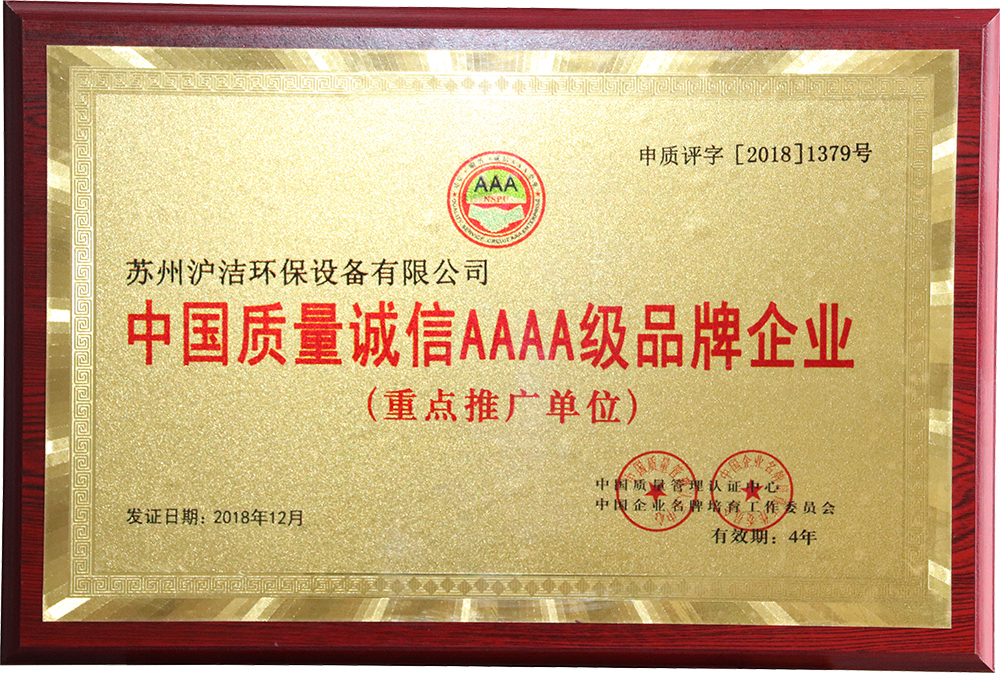 申质评字［2018］1379号
AAA
NSPU
苏州沪洁环保设备有限公司
中国质量诚信AAAA级品牌企业
（重点推广单位）
中国质量管理认证中心
中国企业名牌培育工作委员会
发证日期：2018年12月
有效期：4年